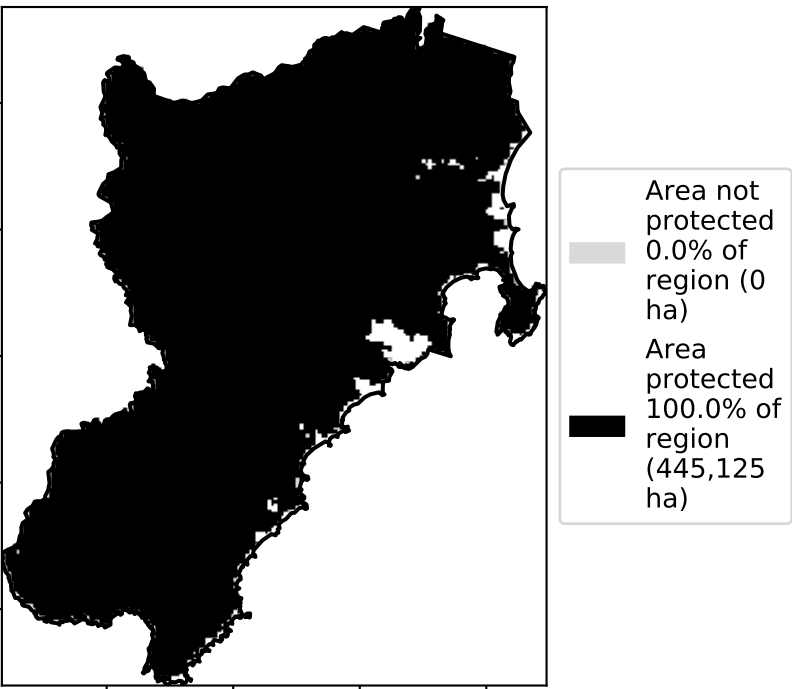 Area not
protected
0.0% of
region (0
ha)
Area
protected
100.0% of
region
(445,125
ha)